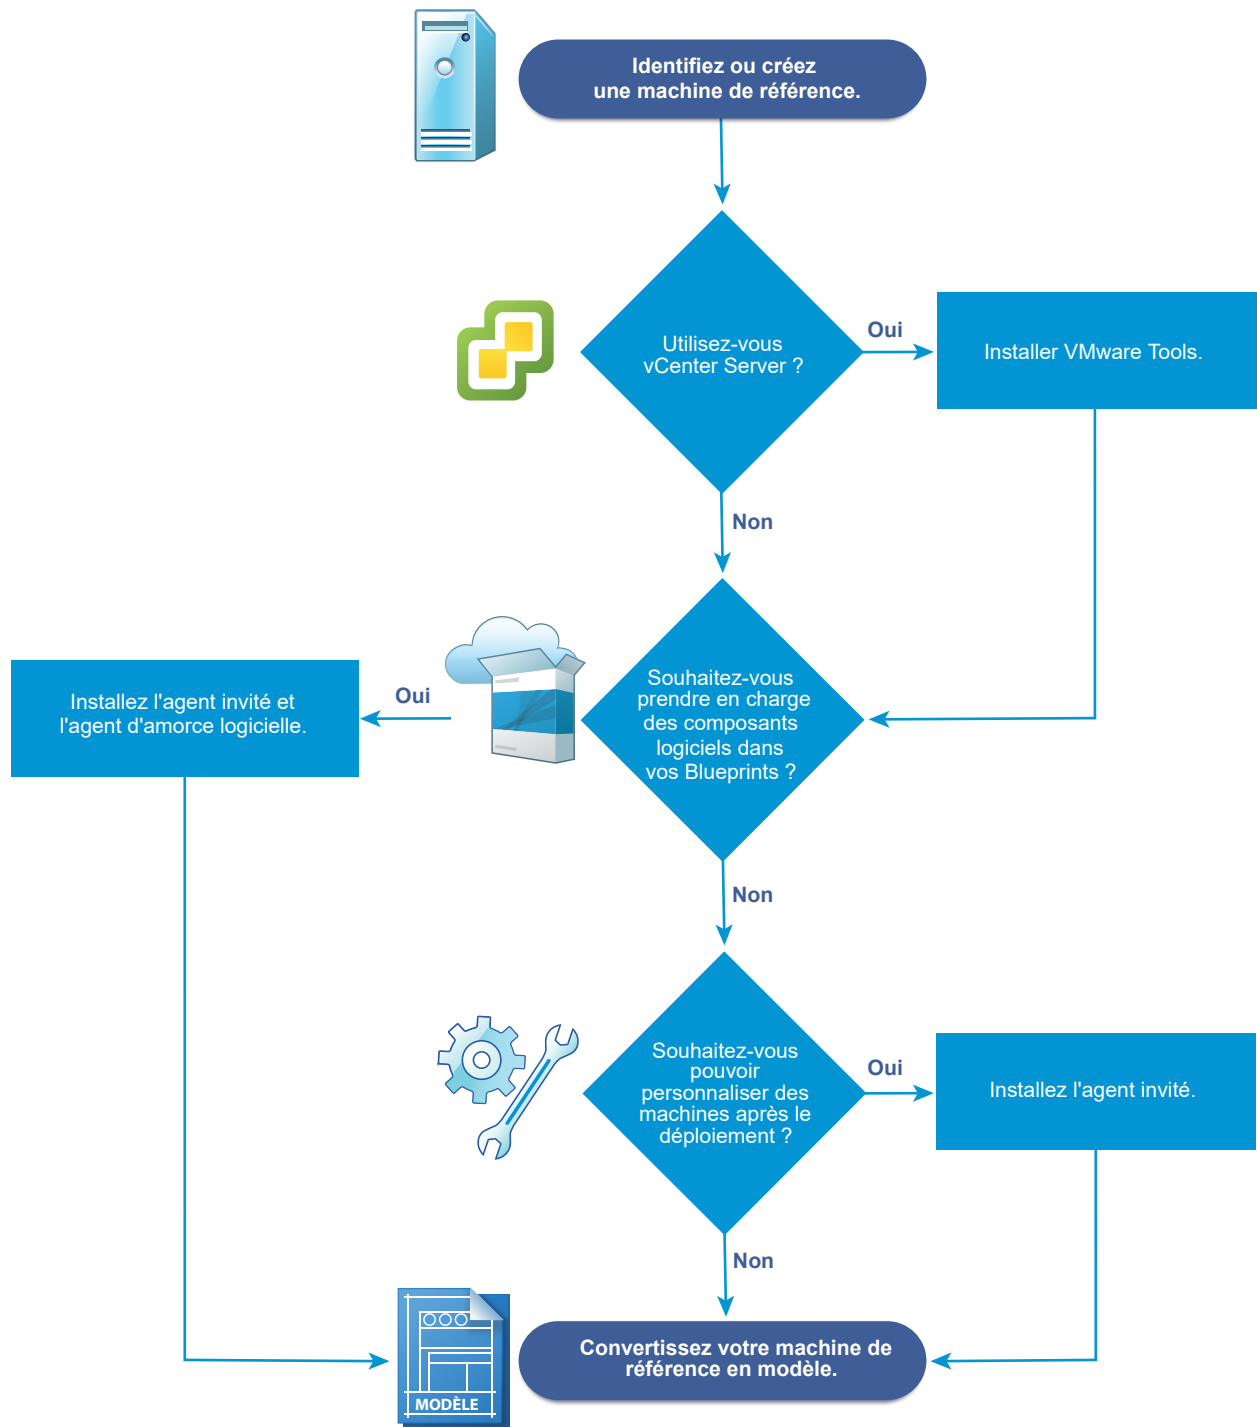 Identifiez ou créez
une machine de référence.
Utilisez-vous
vCenter Server ?
Oui
Installer VMware Tools.
Non
Souhaitez-vous
prendre en charge
des composants
logiciels dans
vos Blueprints ?
Oui
Installez l'agent invité et
l'agent d'amorce logicielle.
Non
Souhaitez-vous
pouvoir
personnaliser des
machines après le
déploiement ?
Oui
Installez l'agent invité.
Non
Convertissez votre machine de
référence en modèle.
MODÈLE